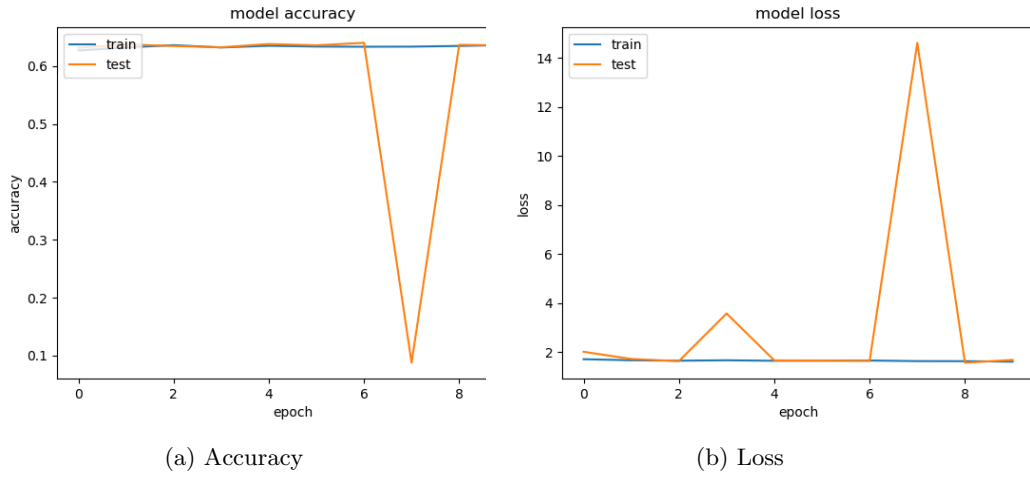 model accuracy
train
test
0.6
0.5
0.4
0.3
0.2
0.1
accuracy
0 2 4 6 8
epoch
(a) Accuracy
model loss
train
test
14
12
10
8
6
4
2
loss
0 2 4 6 8
epoch
(b) Loss